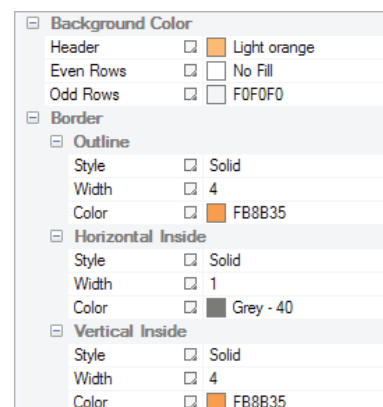 Background Color
Header Light orange
Even Rows No Fill
Odd Rows F0F0F0
Border
Outline
Style Solid
Width 4
Color FB8B35
Horizontal Inside
Style Solid
Width 1
Color Grey - 40
Vertical Inside
Style Solid
Width 4
Color FB8B35